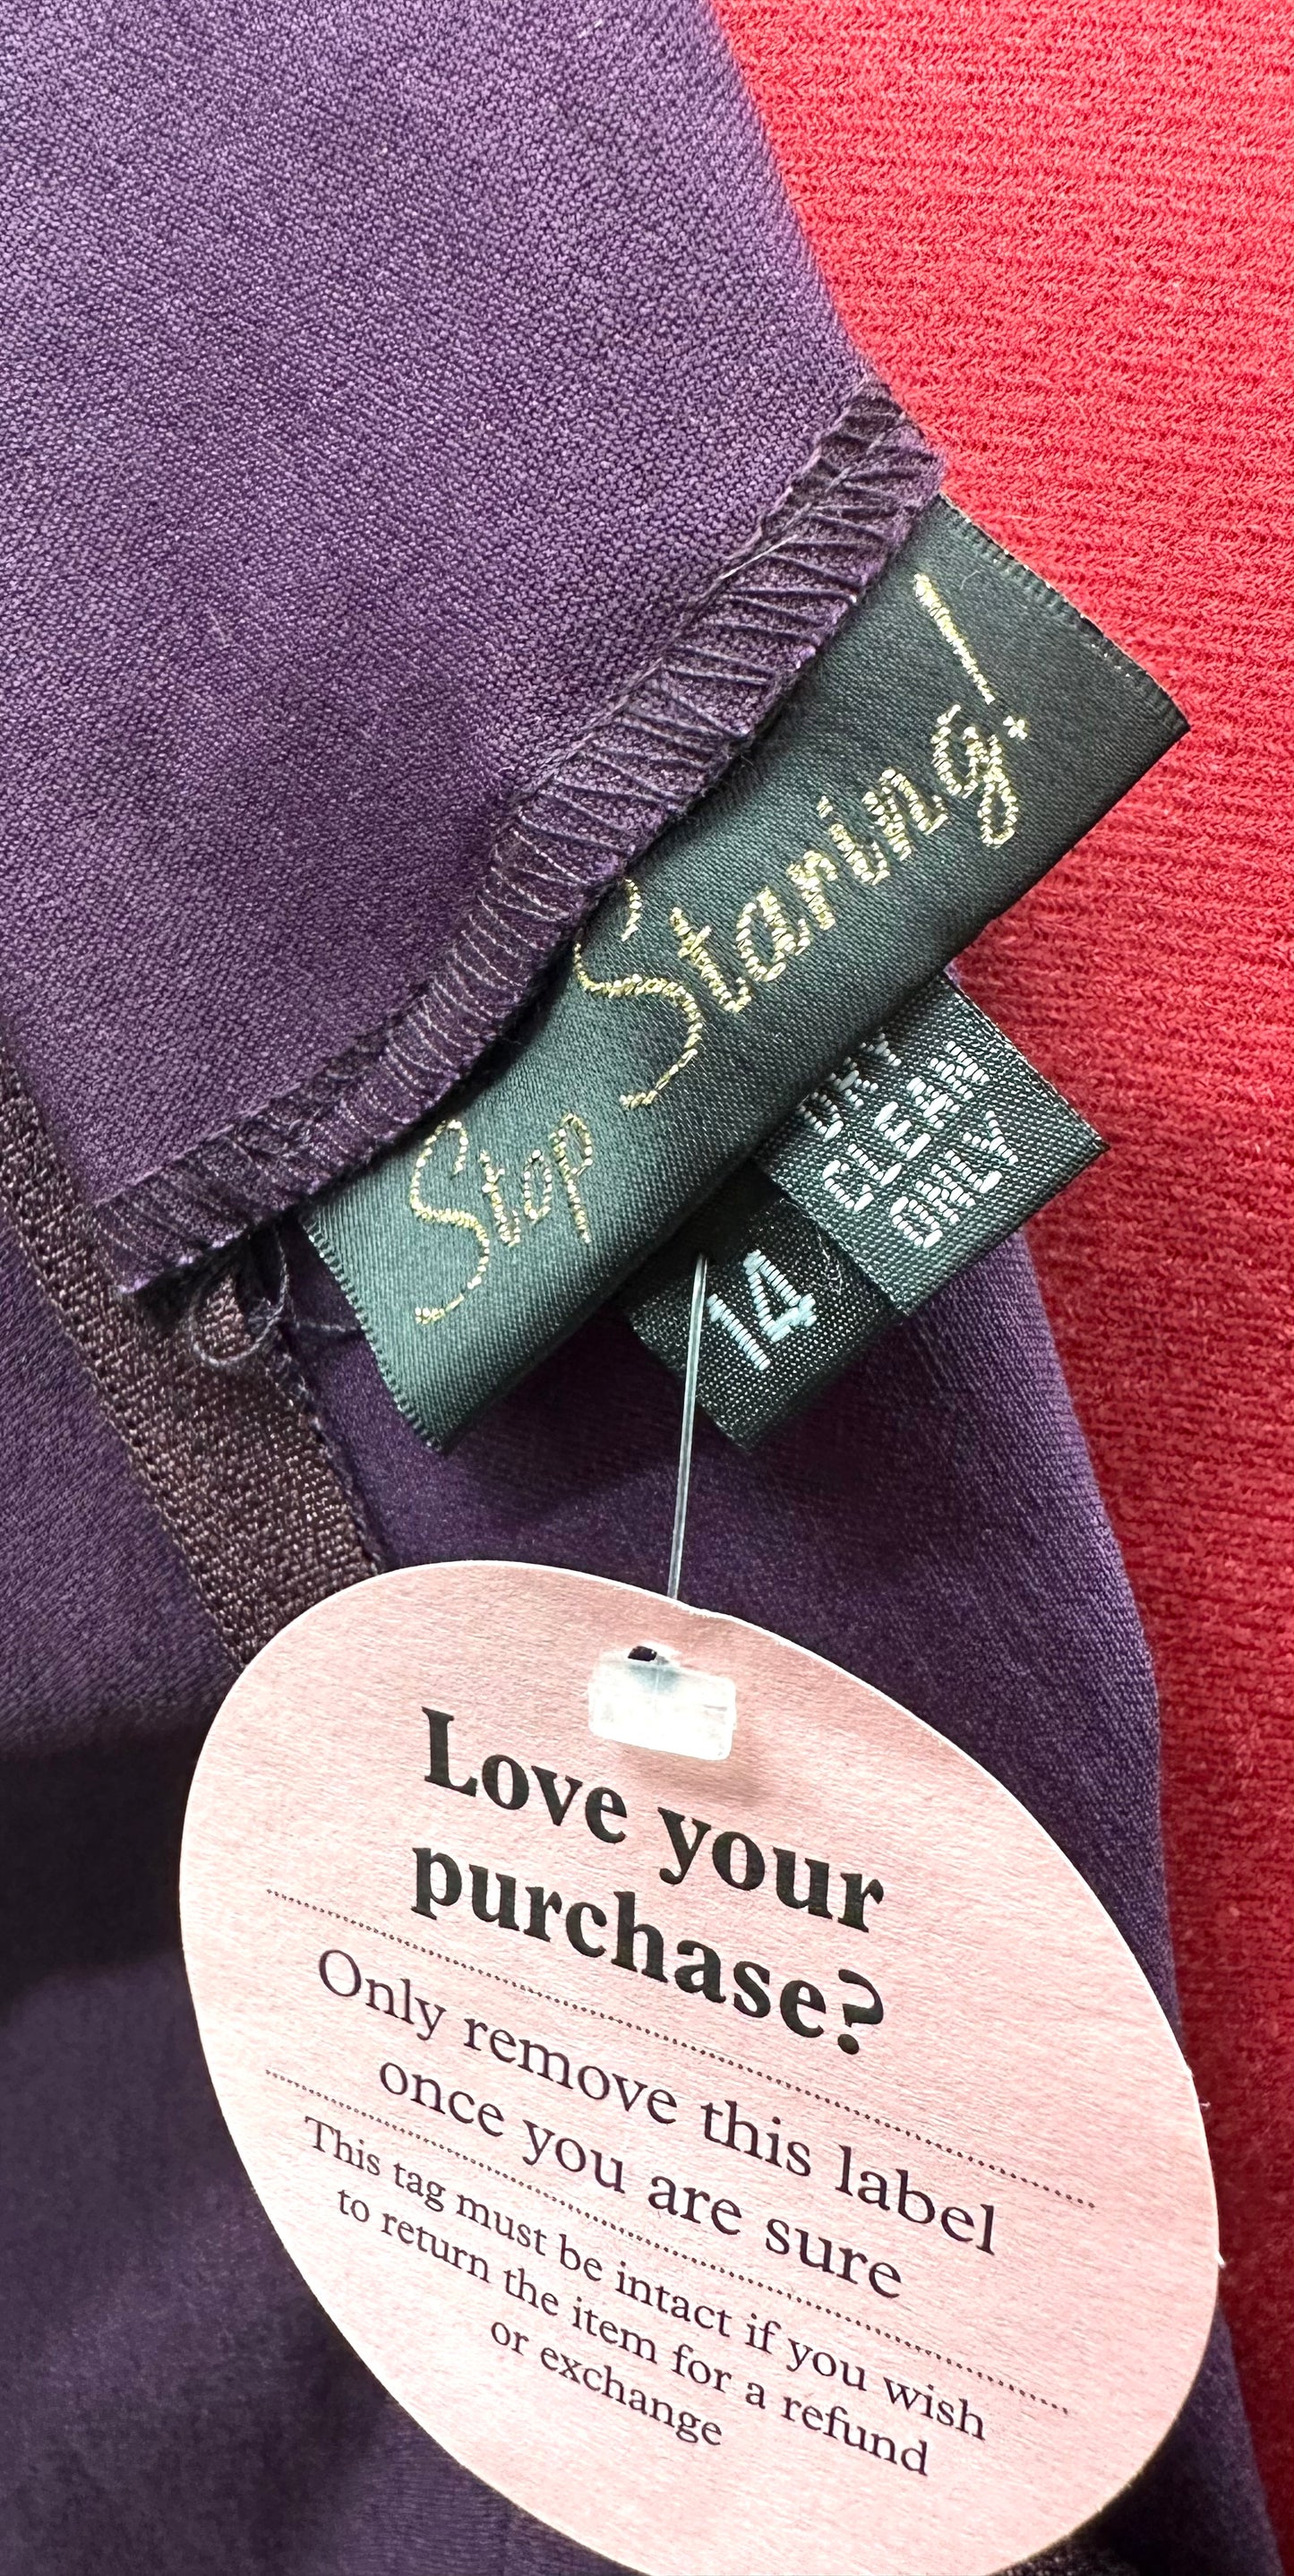 Stop Staring!
DRY
CLEAN
ONLY
14
Love your
purchase?
Only remove this label
once you are sure
This tag must be intact if you wish
to return the item for a refund
or exchange